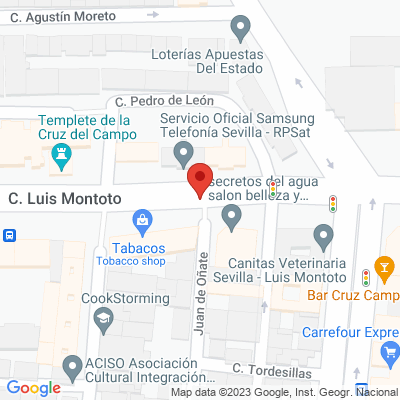 C. Agustín Moreto
Loterías Apuestas
Del Estado
C. Pedro de León
Templete de la
Cruz del Campo
Servicio Oficial Samsung
Telefonía Sevilla - RPSat
secretos del agua
salon belleza y...
C. Luis Montoto
Tabacos
Tobacco shop
Canitas Veterinaria
Sevilla - Luis Montoto
Juan de Oñate
Bar Cruz Camp
CookStorming
Carrefour Expre
ACISO Asociación
Cultural Integración...
C. Tordesillas
Google
Map data ©2023 Google, Inst. Geogr. Nacional